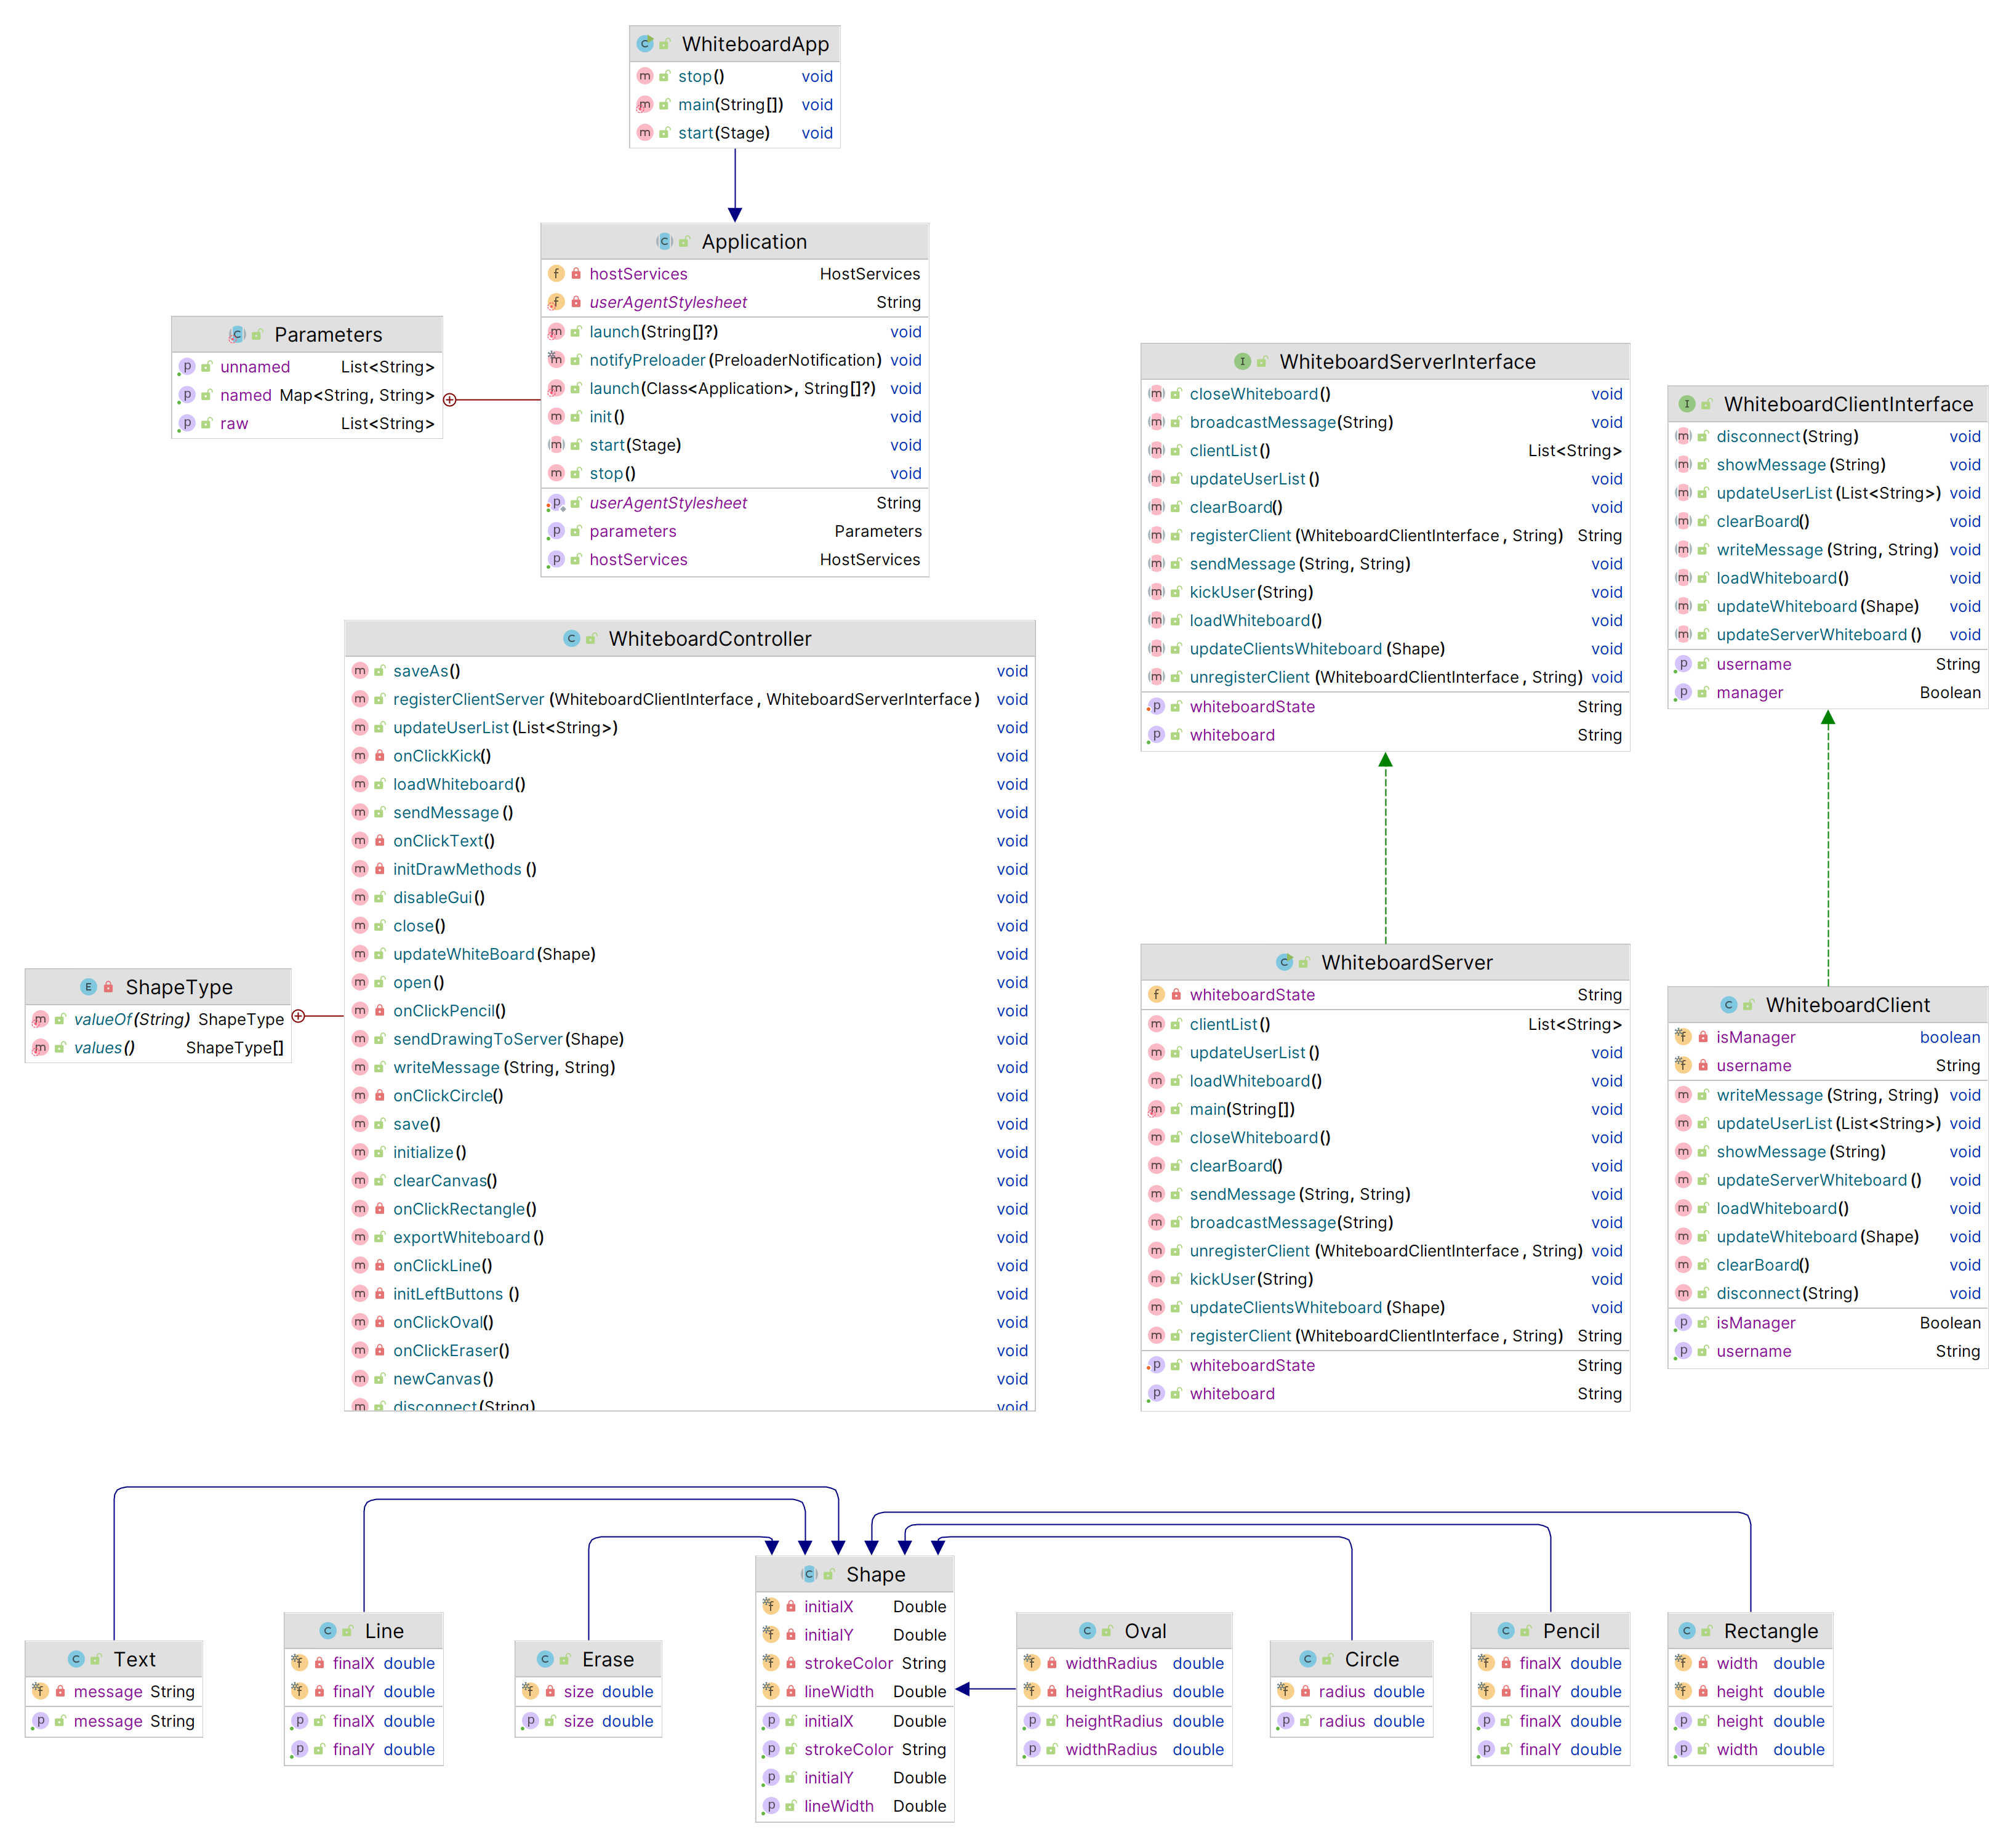 WhiteboardApp
stop() void
main(String[]) void
start(Stage) void
Application
hostServices HostServices
userAgentStylesheet String
launch(String[]?) void
notifyPreloader(PreloaderNotification) void
launch(Class<Application>, String[]?) void
init() void
start(Stage) void
stop() void
userAgentStylesheet String
parameters Parameters
hostServices HostServices
Parameters
unnamed List<String>
named Map<String, String>
raw List<String>
WhiteboardServerInterface
closeWhiteboard() void
broadcastMessage(String) void
clientList() List<String>
updateUserList() void
clearBoard() void
registerClient(WhiteboardClientInterface, String) String
sendMessage(String, String) void
kickUser(String) void
loadWhiteboard() void
updateClientsWhiteboard(Shape) void
unregisterClient(WhiteboardClientInterface, String) void
whiteboardState String
whiteboard String
WhiteboardClientInterface
disconnect(String) void
showMessage(String) void
updateUserList(List<String>) void
clearBoard() void
writeMessage(String, String) void
loadWhiteboard() void
updateWhiteboard(Shape) void
updateServerWhiteboard() void
username String
manager Boolean
WhiteboardController
saveAs() void
registerClientServer(WhiteboardClientInterface, WhiteboardServerInterface) void
updateUserList(List<String>) void
onClickKick() void
loadWhiteboard() void
sendMessage() void
onClickText() void
initDrawMethods() void
disableGui() void
close() void
updateWhiteBoard(Shape) void
open() void
onClickPencil() void
sendDrawingToServer(Shape) void
writeMessage(String, String) void
onClickCircle() void
save() void
initialize() void
clearCanvas() void
onClickRectangle() void
exportWhiteboard() void
onClickLine() void
initLeftButtons() void
onClickOval() void
onClickEraser() void
newCanvas() void
disconnect(String) void
ShapeType
valueOf(String) ShapeType
values() ShapeType[]
WhiteboardServer
whiteboardState String
clientList() List<String>
updateUserList() void
loadWhiteboard() void
main(String[]) void
closeWhiteboard() void
clearBoard() void
sendMessage(String, String) void
broadcastMessage(String) void
unregisterClient(WhiteboardClientInterface, String) void
kickUser(String) void
updateClientsWhiteboard(Shape) void
registerClient(WhiteboardClientInterface, String) String
whiteboardState String
whiteboard String
WhiteboardClient
isManager boolean
username String
writeMessage(String, String) void
updateUserList(List<String>) void
showMessage(String) void
updateServerWhiteboard() void
loadWhiteboard() void
updateWhiteboard(Shape) void
clearBoard() void
disconnect(String) void
isManager Boolean
username String
Text
message String
message String
Line
finalX double
finalY double
finalX double
finalY double
Erase
size double
size double
Shape
initialX Double
initialY Double
strokeColor String
lineWidth Double
initialX Double
strokeColor String
initialY Double
lineWidth Double
Oval
widthRadius double
heightRadius double
heightRadius double
widthRadius double
Circle
radius double
radius double
Pencil
finalX double
finalY double
finalX double
finalY double
Rectangle
width double
height double
height double
width double